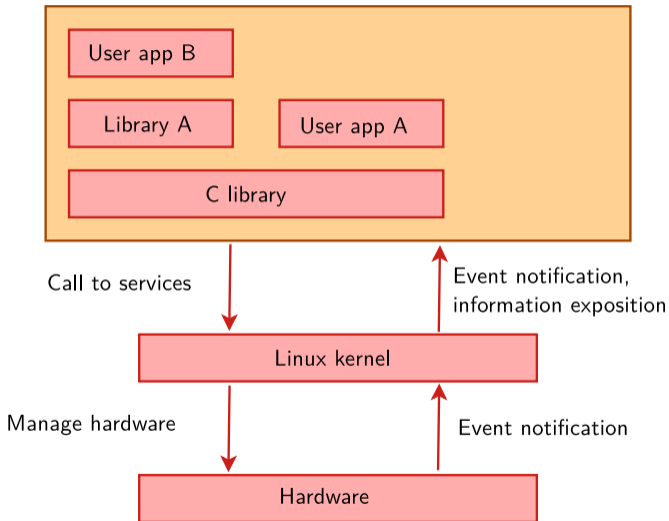 User app B
Library A
User app A
C library
Call to services
Event notification,
information exposition
Linux kernel
Manage hardware
Event notification
Hardware